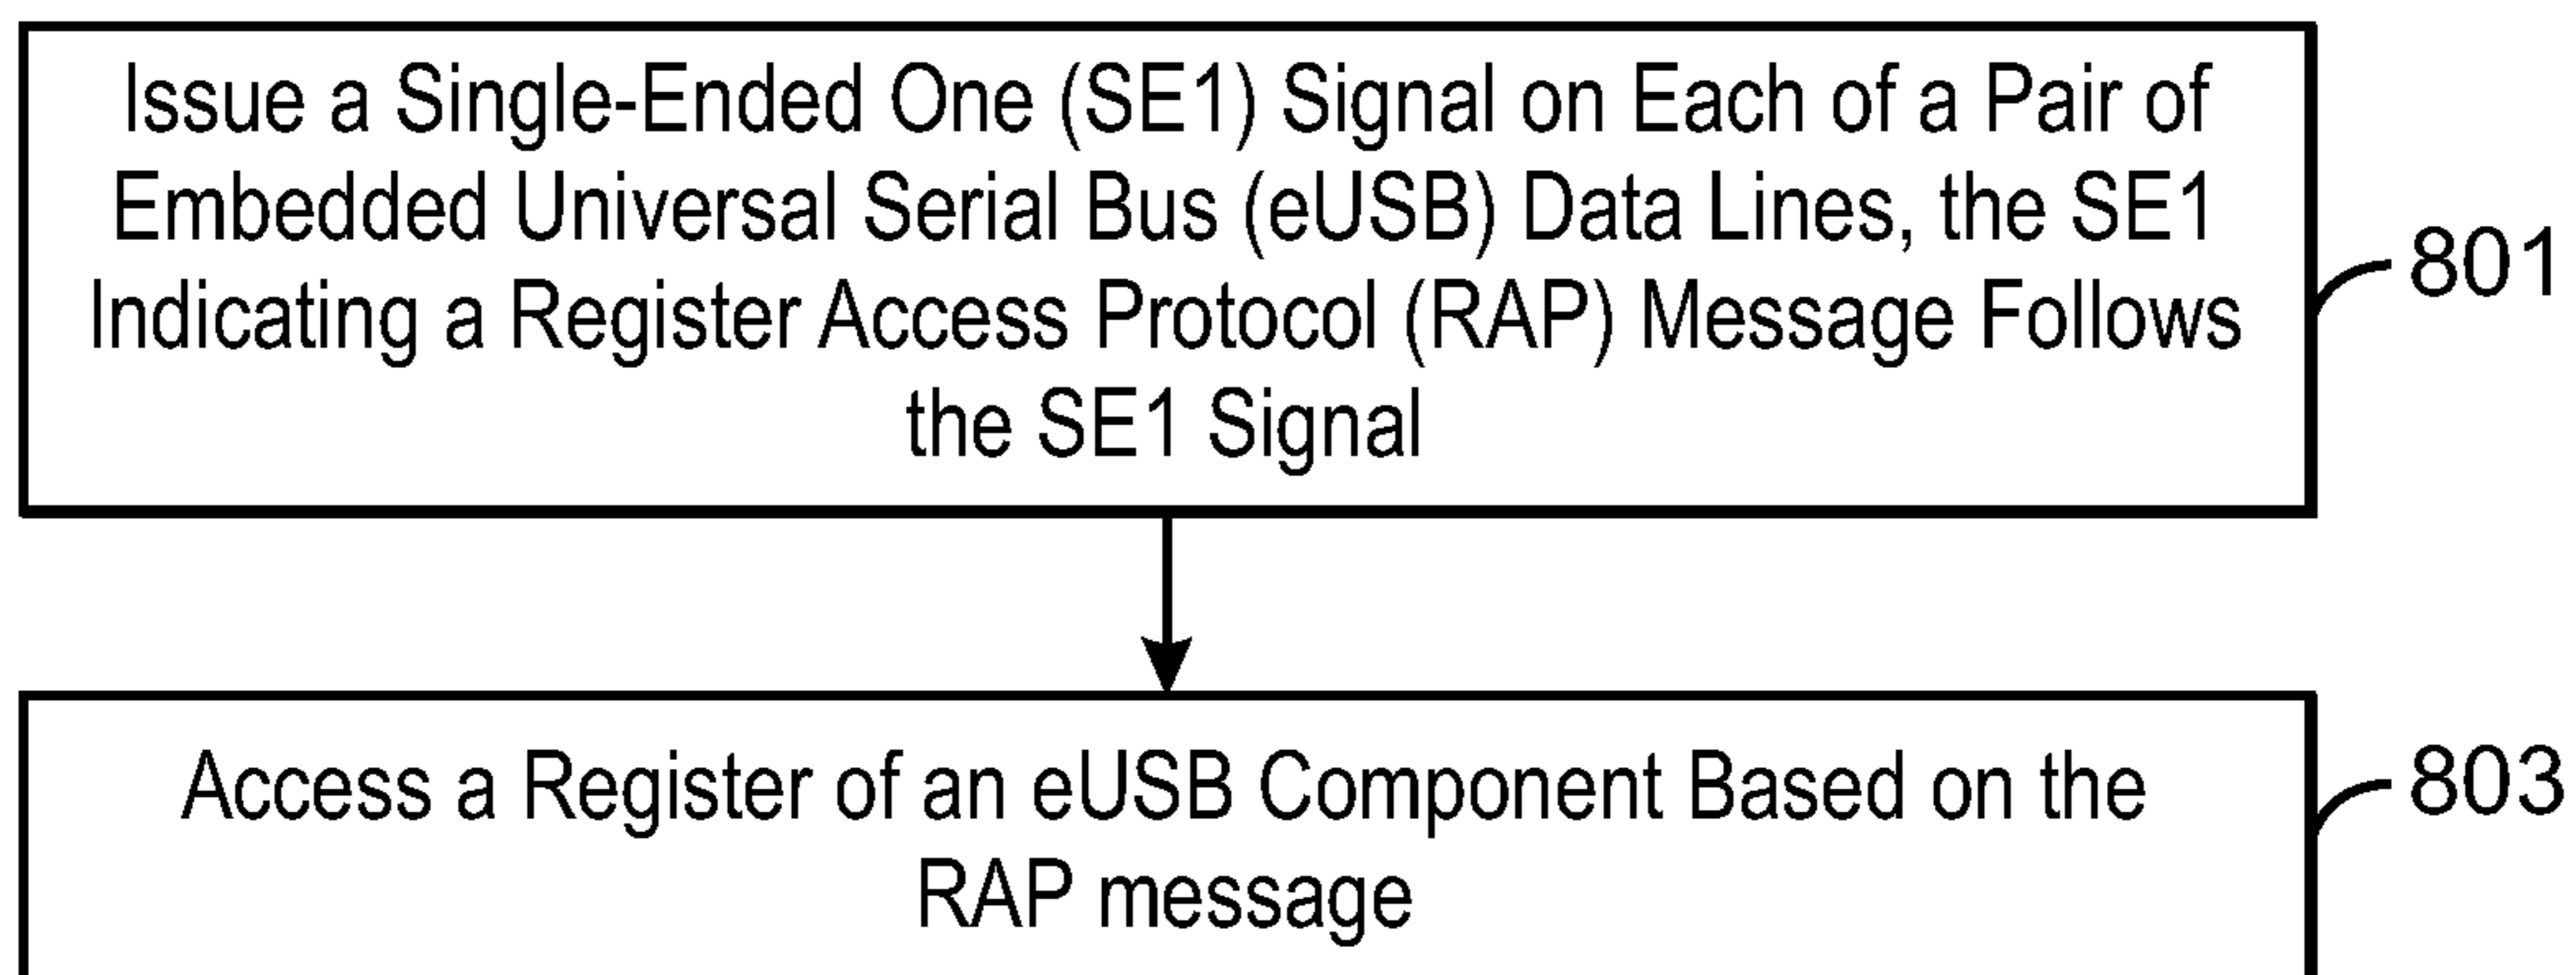 Issue a Single-Ended One (SE1) Signal on Each of a Pair of
Embedded Universal Serial Bus (eUSB) Data Lines, the SE1
Indicating a Register Access Protocol (RAP) Message Follows
the SE1 Signal
801
Access a Register of an eUSB Component Based on the
RAP message
803